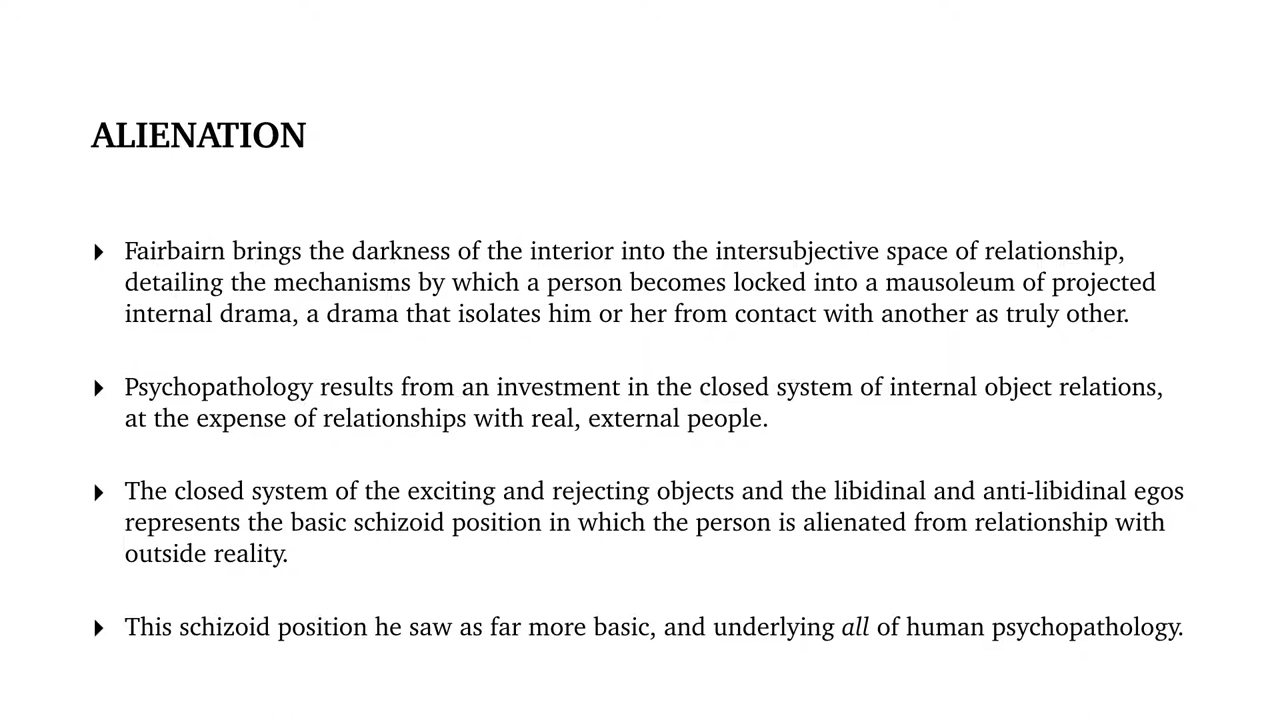 ALIENATION
Fairbairn brings the darkness of the interior into the intersubjective space of relationship,
detailing the mechanisms by which a person becomes locked into a mausoleum of projected
internal drama, a drama that isolates him or her from contact with another as truly other.
Psychopathology results from an investment in the closed system of internal object relations,
at the expense of relationships with real, external people.
The closed system of the exciting and rejecting objects and the libidinal and anti-libidinal egos
represents the basic schizoid position in which the person is alienated from relationship with
outside reality.
This schizoid position he saw as far more basic, and underlying all of human psychopathology.